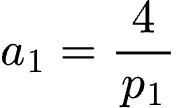 a_1 = \frac{4}{p_1}